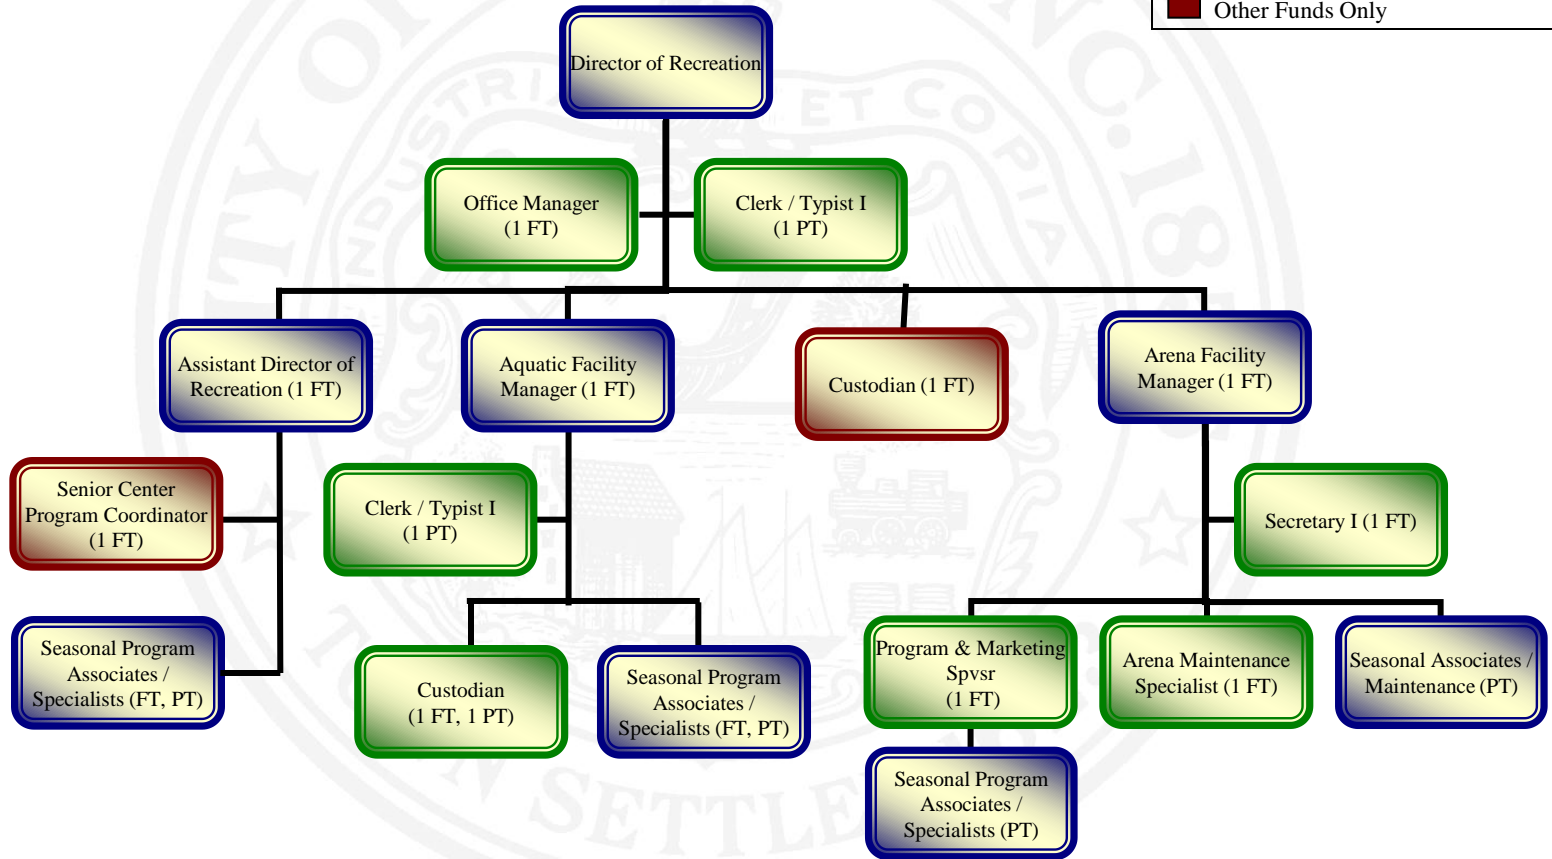 Other Funds Only
Director of Recreation
Office Manager
(1 FT)
Clerk / Typist I
(1 PT)
Assistant Director of
Recreation (1 FT)
Aquatic Facility
Manager (1 FT)
Custodian (1 FT)
Arena Facility
Manager (1 FT)
Senior Center
Program Coordinator
(1 FT)
Clerk / Typist I
(1 PT)
Secretary I (1 FT)
Seasonal Program
Associates /
Specialists (FT, PT)
Custodian
(1 FT, 1 PT)
Seasonal Program
Associates /
Specialists (FT, PT)
Program & Marketing
Spvsr
(1 FT)
Arena Maintenance
Specialist (1 FT)
Seasonal Associates /
Maintenance (PT)
Seasonal Program
Associates /
Specialists (PT)